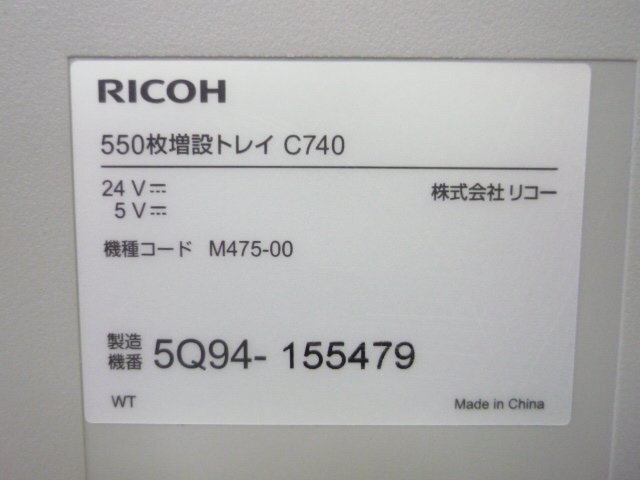 RICOH
550枚増設トレイ C740
24 V⎓ 株式会社 リコー
5 V⎓
機種コード M475-00
製造機番 5Q94- 155479
WT Made in China